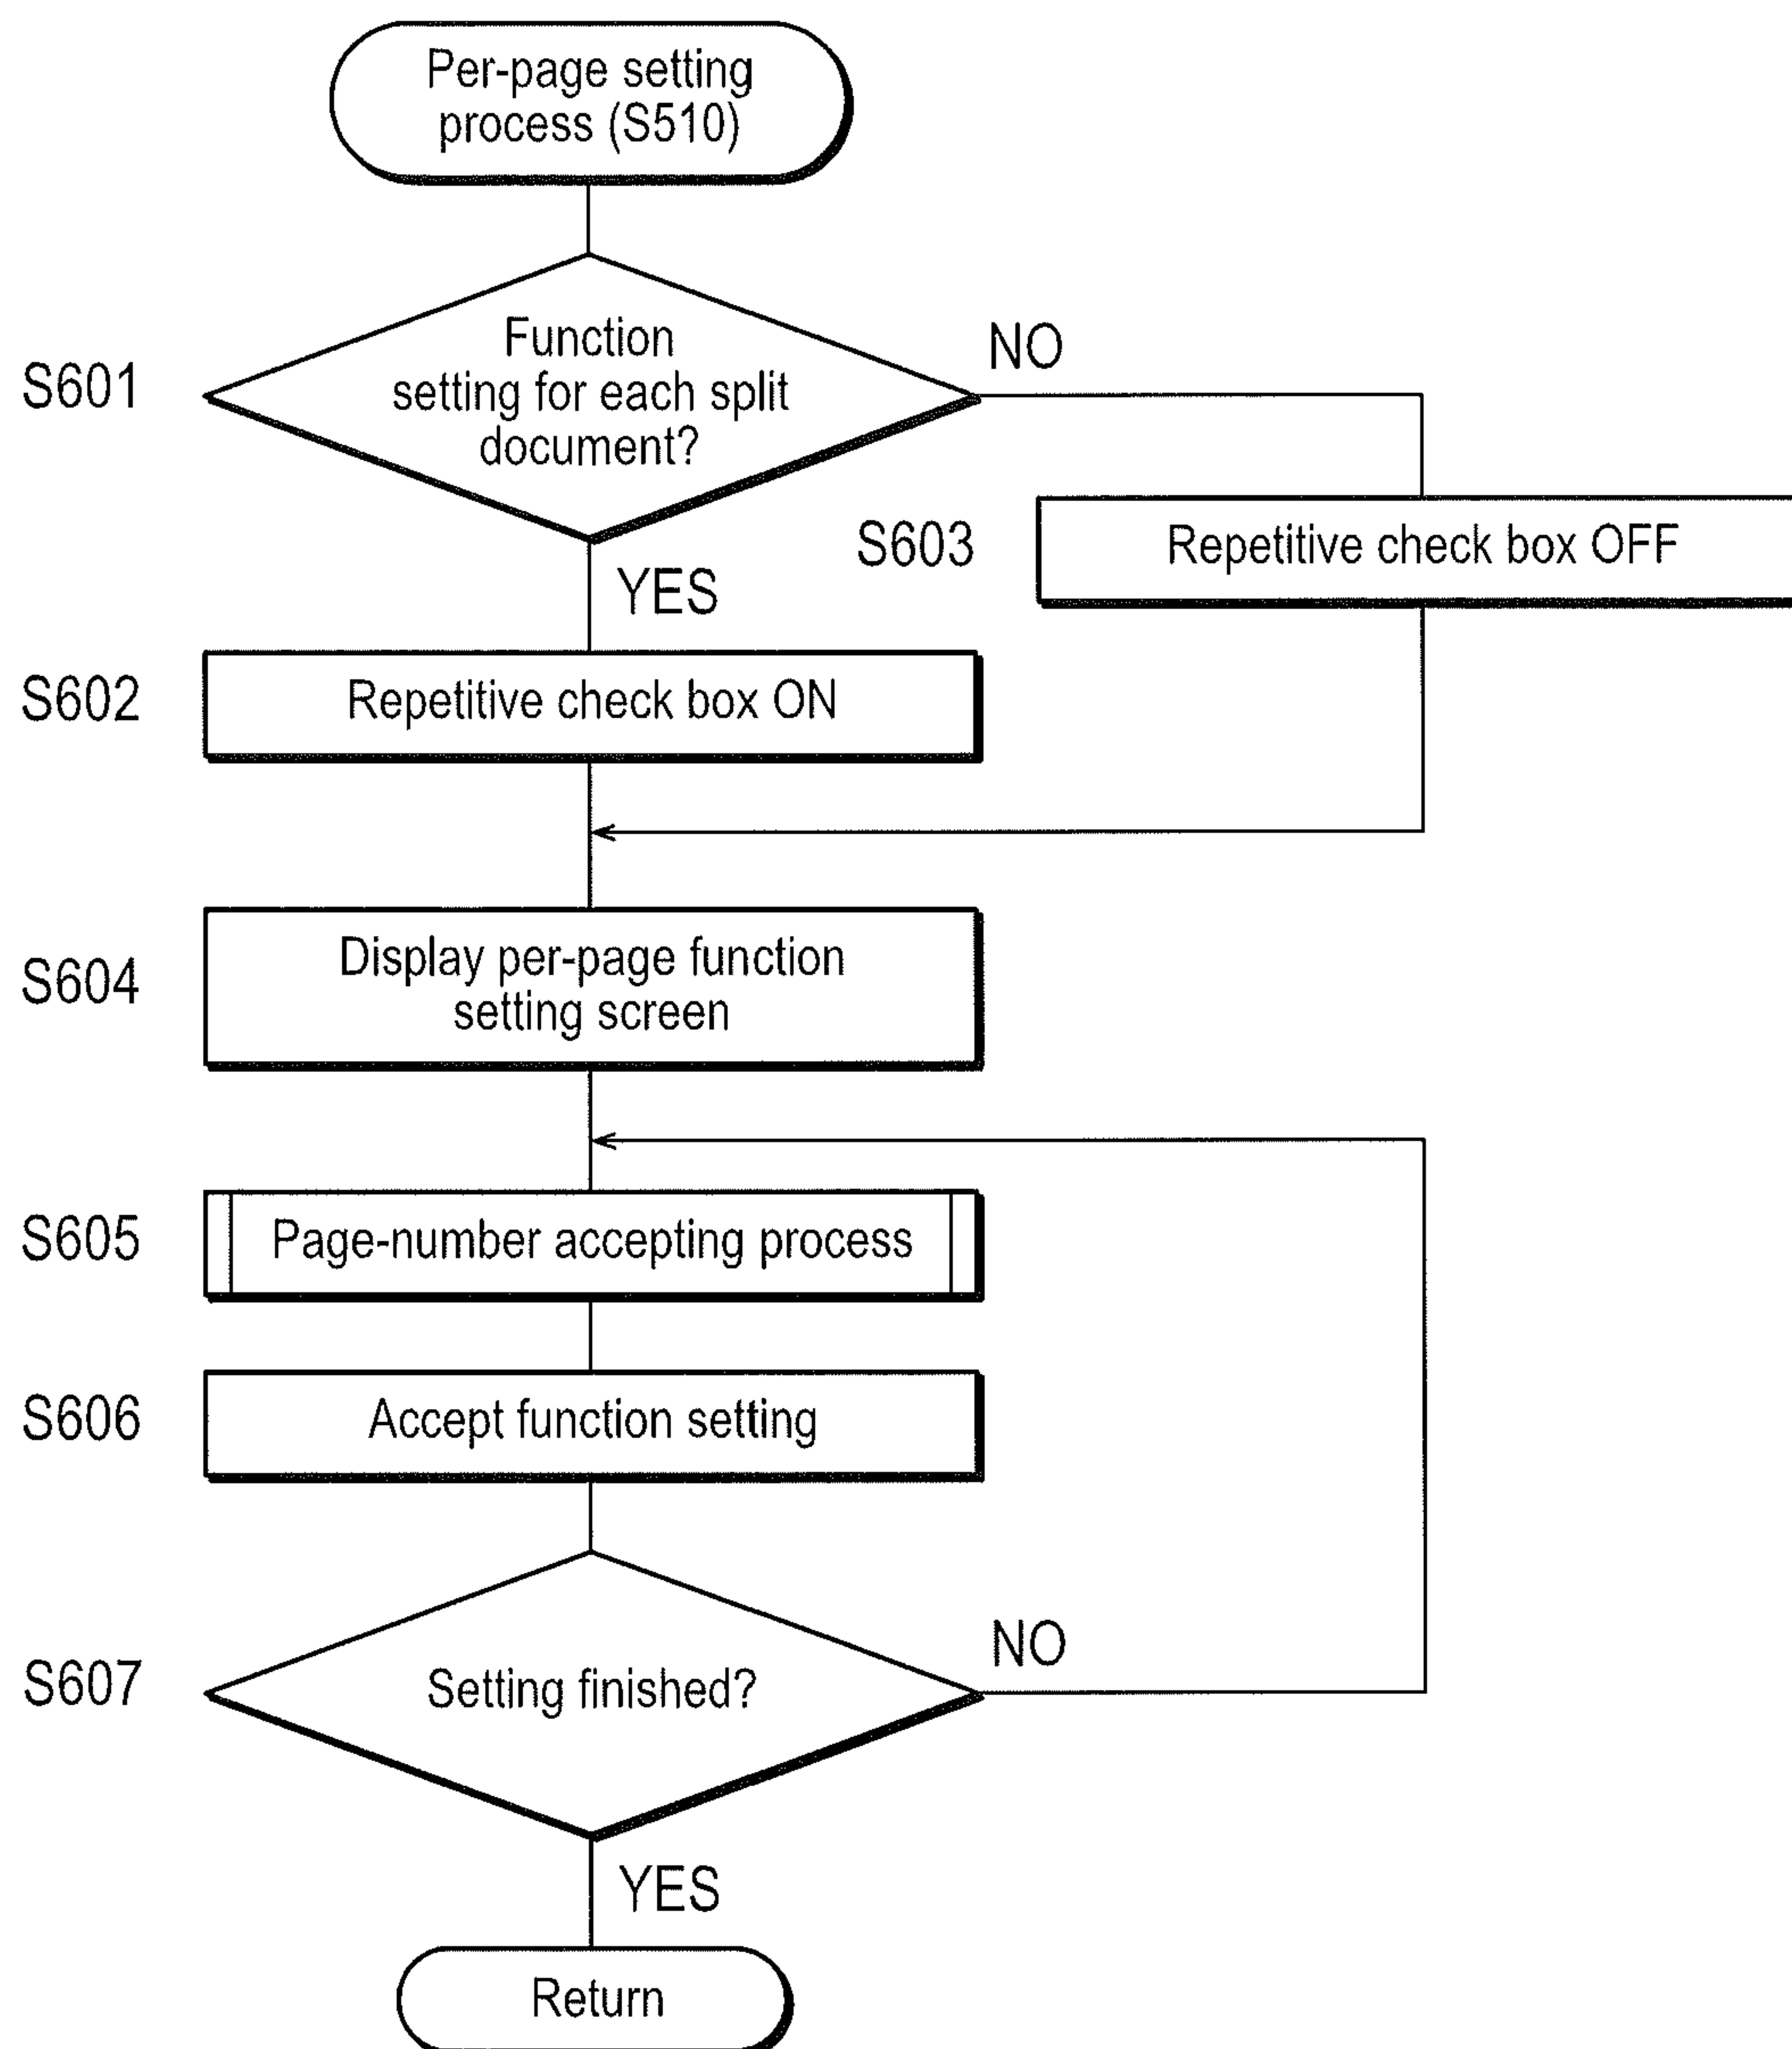 Per-page setting
process (S510)
S601
Function
setting for each split
document?
NO
YES
S603
Repetitive check box OFF
S602
Repetitive check box ON
S604
Display per-page function
setting screen
S605
Page-number accepting process
S606
Accept function setting
S607
Setting finished?
NO
YES
Return